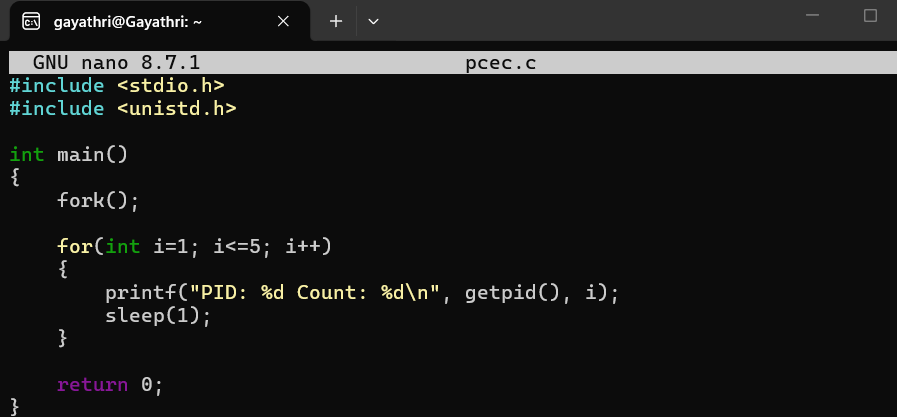 gayathri@Gayathri: ~
GNU nano 8.7.1 pcec.c
#include <stdio.h>
#include <unistd.h>

int main()
{
    fork();

    for(int i=1; i<=5; i++)
    {
        printf("PID: %d Count: %d\n", getpid(), i);
        sleep(1);
    }

    return 0;
}